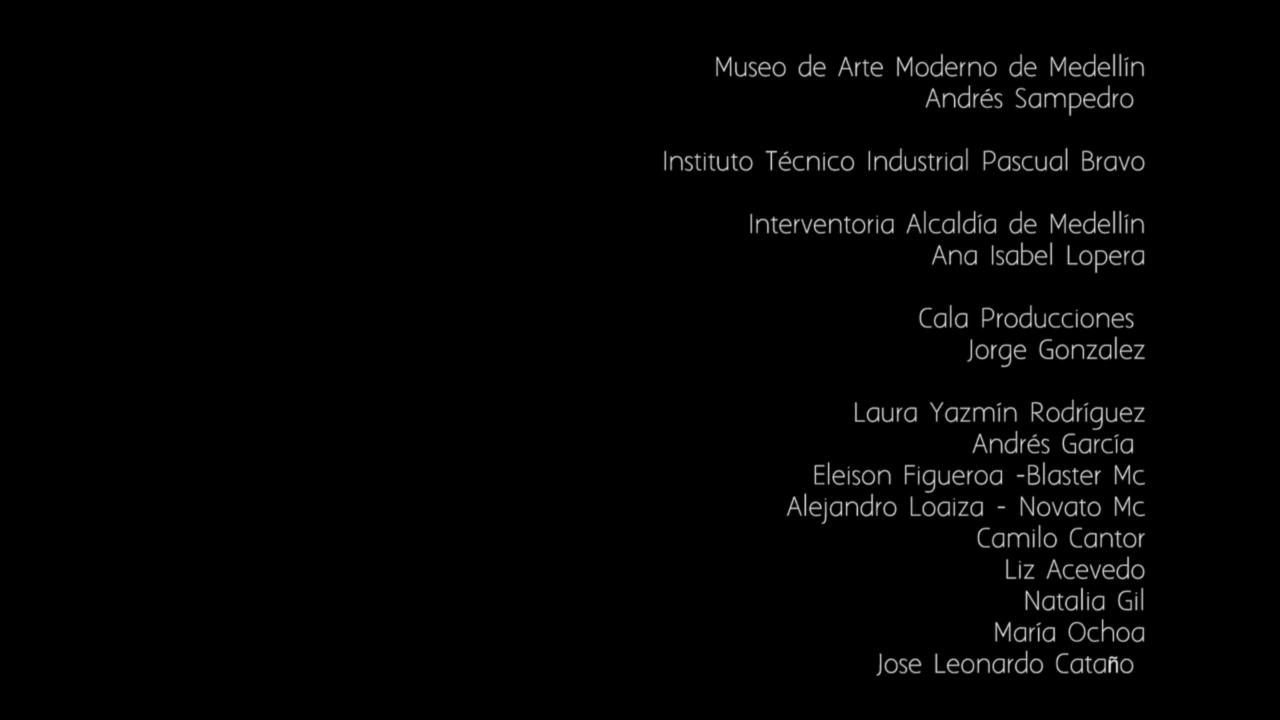 Museo de Arte Moderno de Medellín
Andrés Sampedro
Instituto Técnico Industrial Pascual Bravo
Interventoria Alcaldía de Medellín
Ana Isabel Lopera
Cala Producciones
Jorge Gonzalez
Laura Yazmín Rodríguez
Andrés García
Eleison Figueroa -Blaster Mc
Alejandro Loaiza - Novato Mc
Camilo Cantor
Liz Acevedo
Natalia Gil
María Ochoa
Jose Leonardo Cataño